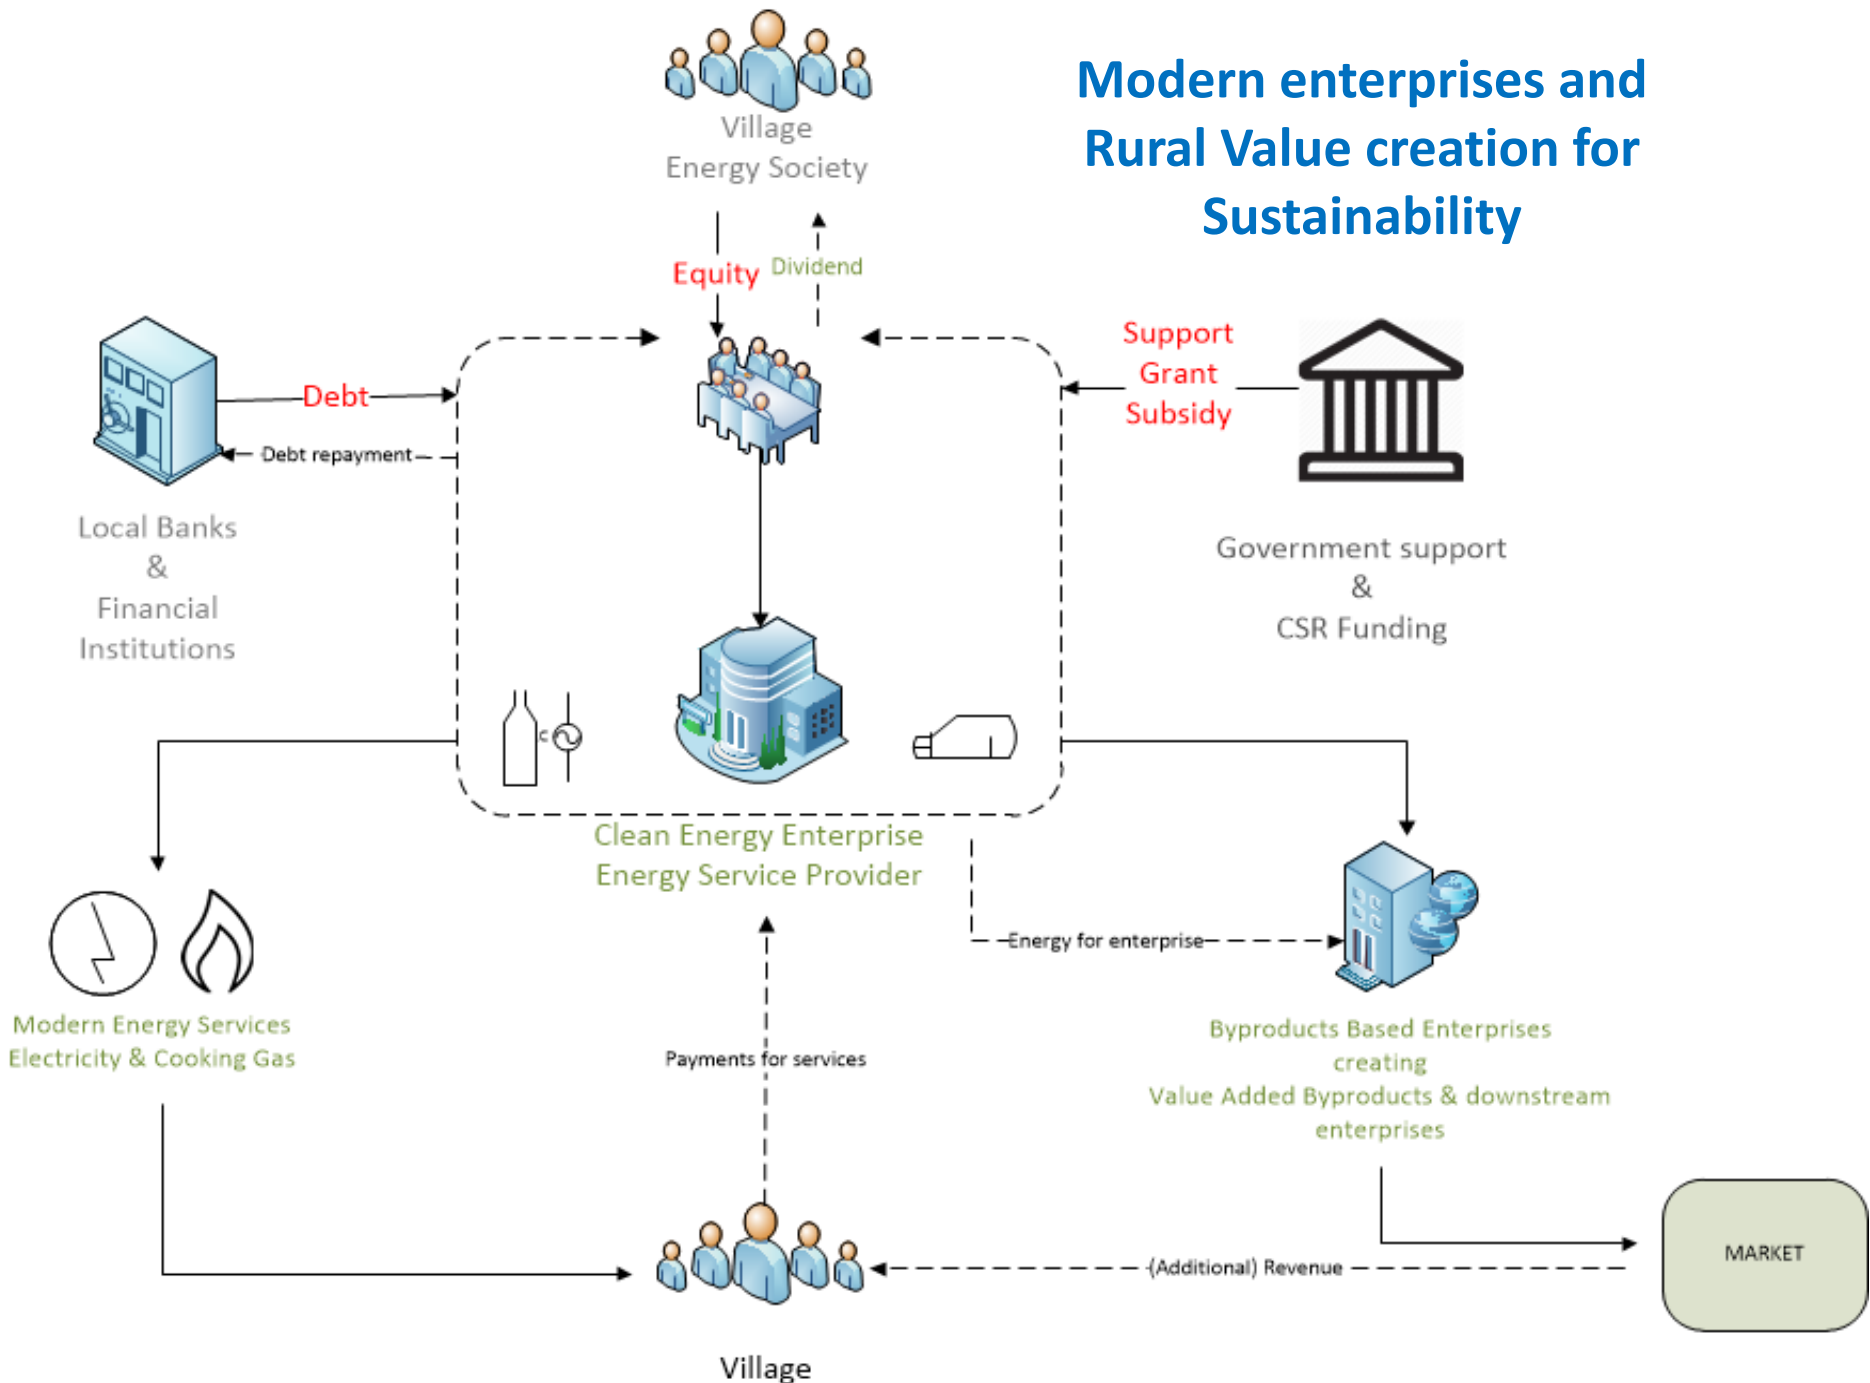 Modern enterprises and
Rural Value creation for
Sustainability
Village
Energy Society
Equity
Dividend
Debt
Debt repayment
Local Banks
&
Financial
Institutions
Support
Grant
Subsidy
Government support
&
CSR Funding
c
Clean Energy Enterprise
Energy Service Provider
Energy for enterprise
Modern Energy Services
Electricity & Cooking Gas
Payments for services
Byproducts Based Enterprises
creating
Value Added Byproducts & downstream
enterprises
MARKET
(Additional) Revenue
Village